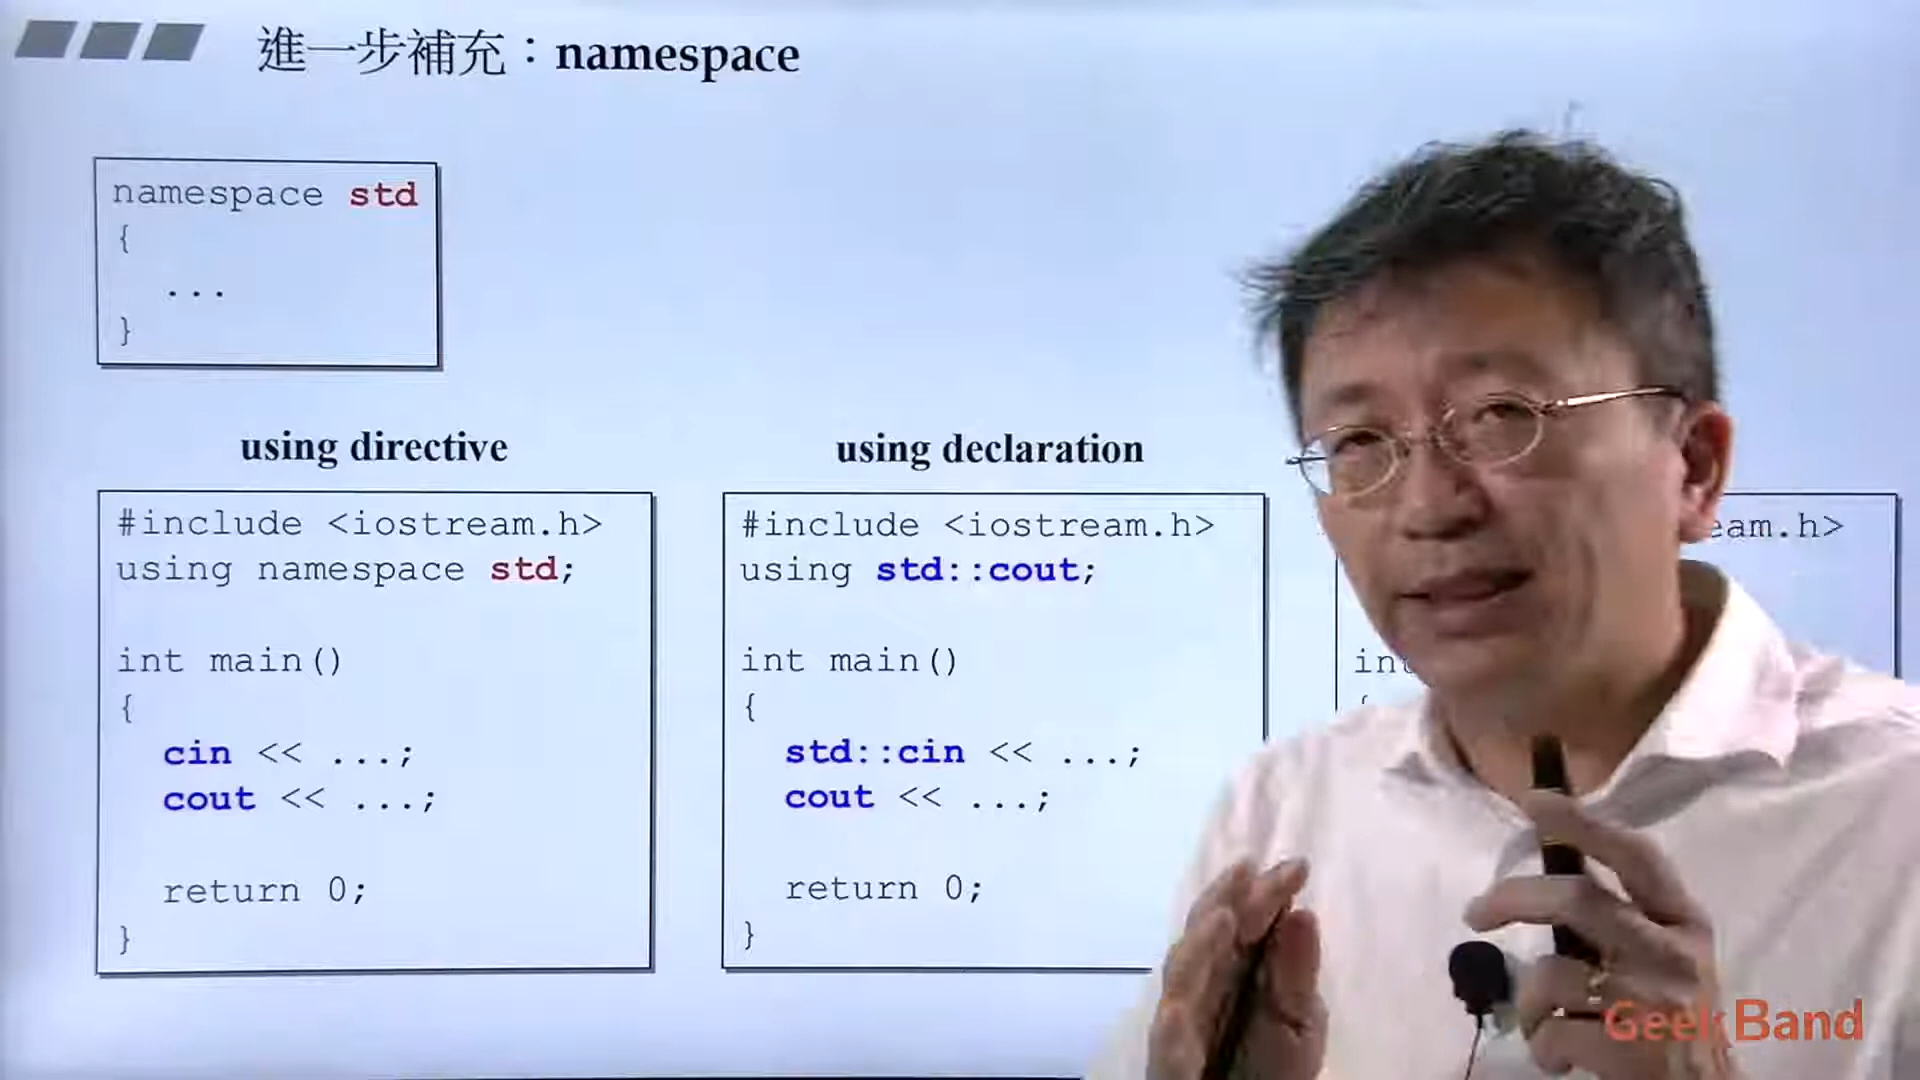 進一步補充：namespace
namespace std
{
...
}
using directive
#include <iostream.h>
using namespace std;
int main()
{
cin << ...;
cout << ...;
return 0;
}
using declaration
#include <iostream.h>
using std::cout;
int main()
{
std::cin << ...;
cout << ...;
return 0;
}
eam.h>
int
{
GeekBand